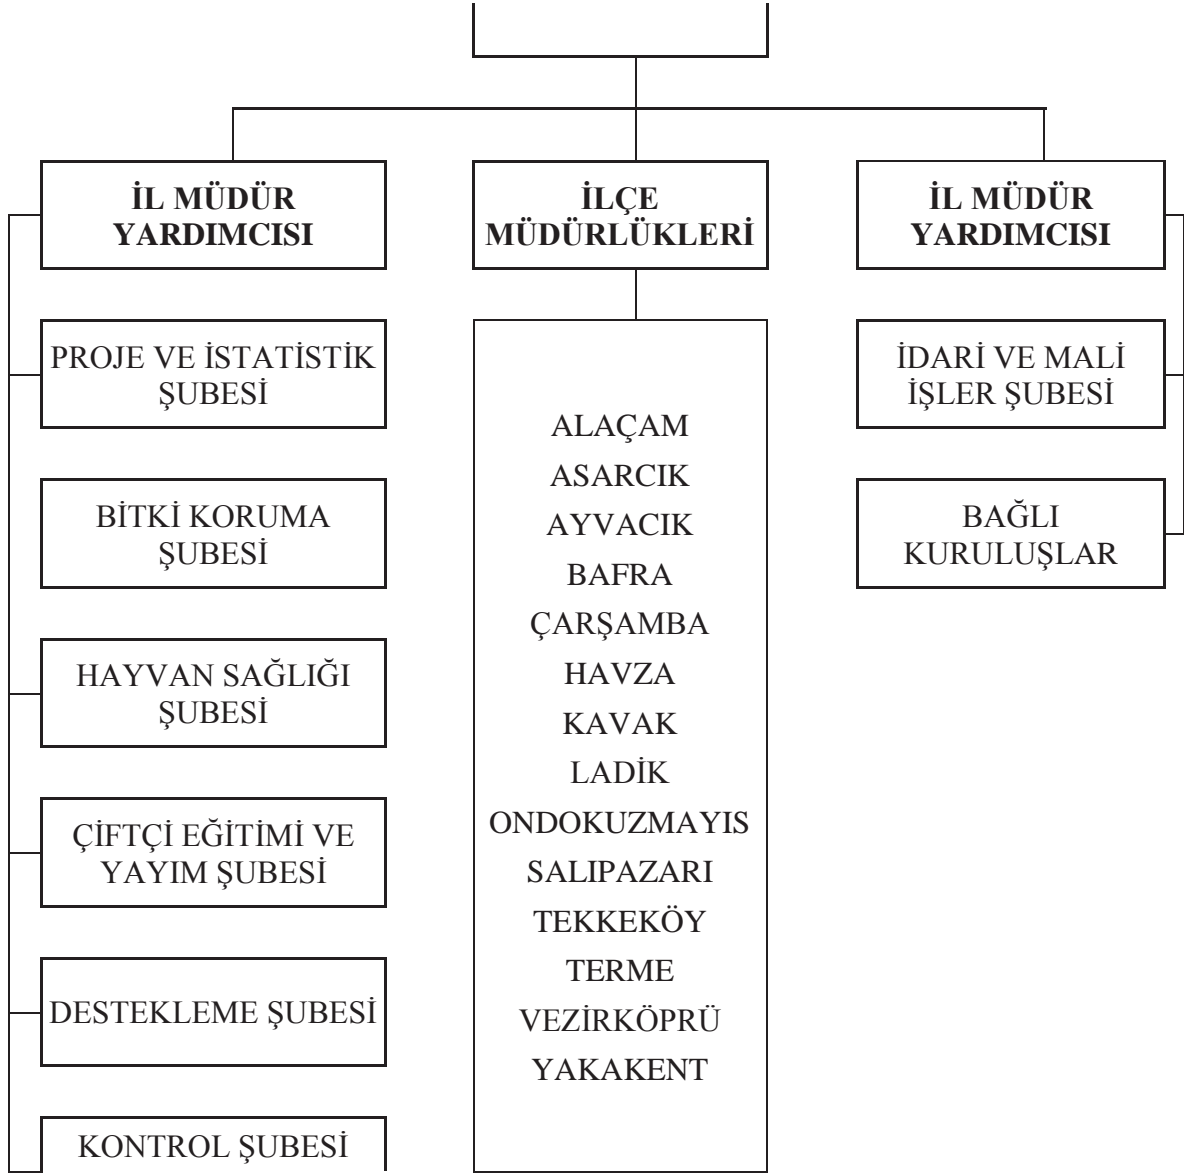 İL MÜDÜR
YARDIMCISI
İLÇE
MÜDÜRLÜKLERİ
İL MÜDÜR
YARDIMCISI
PROJE VE İSTATİSTİK
ŞUBESİ
BİTKİ KORUMA
ŞUBESİ
HAYVAN SAĞLIĞI
ŞUBESİ
ÇİFTÇİ EĞİTİMİ VE
YAYIM ŞUBESİ
DESTEKLEME ŞUBESİ
KONTROL ŞUBESİ
ALAÇAM
ASARCIK
AYVACIK
BAFRA
ÇARŞAMBA
HAVZA
KAVAK
LADİK
ONDOKUZMAYIS
SALIPAZARI
TEKKEKÖY
TERME
VEZİRKÖPRÜ
YAKAKENT
İDARİ VE MALİ
İŞLER ŞUBESİ
BAĞLI
KURULUŞLAR